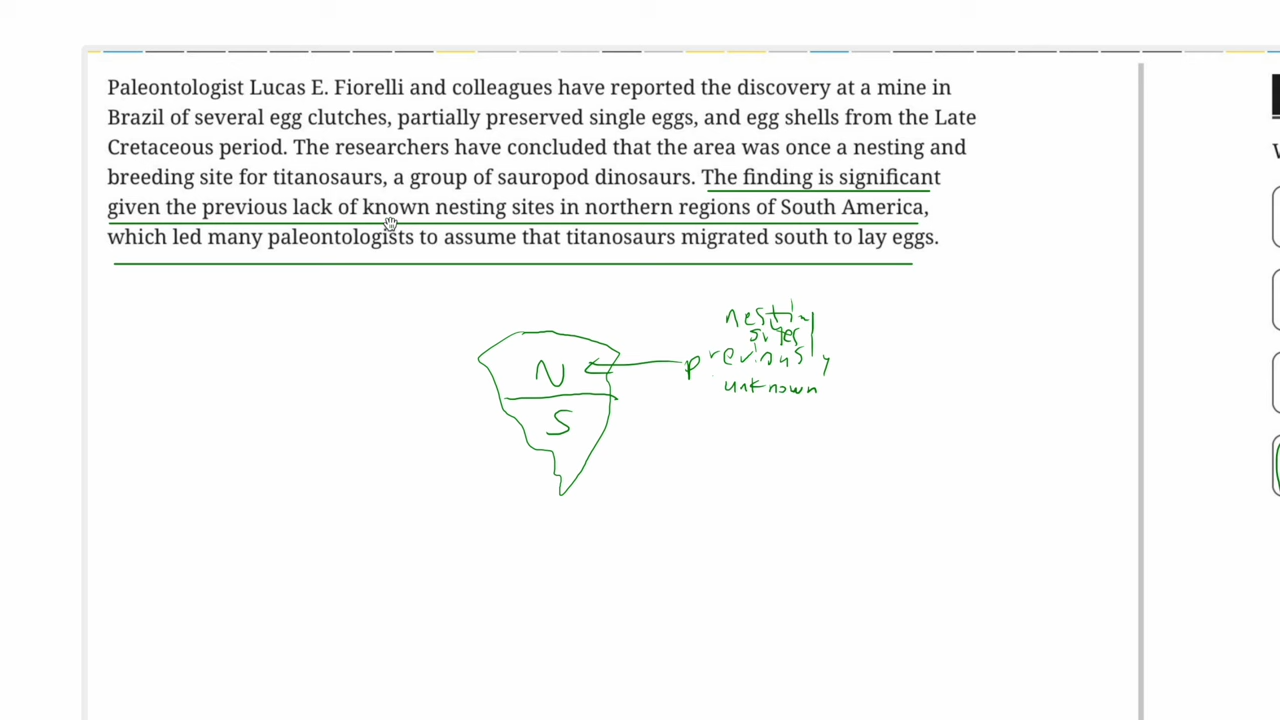 Paleontologist Lucas E. Fiorelli and colleagues have reported the discovery at a mine in
Brazil of several egg clutches, partially preserved single eggs, and egg shells from the Late
Cretaceous period. The researchers have concluded that the area was once a nesting and
breeding site for titanosaurs, a group of sauropod dinosaurs. The finding is significant
given the previous lack of known nesting sites in northern regions of South America,
which led many paleontologists to assume that titanosaurs migrated south to lay eggs.
nesting
sites
previously
unknown
N
S